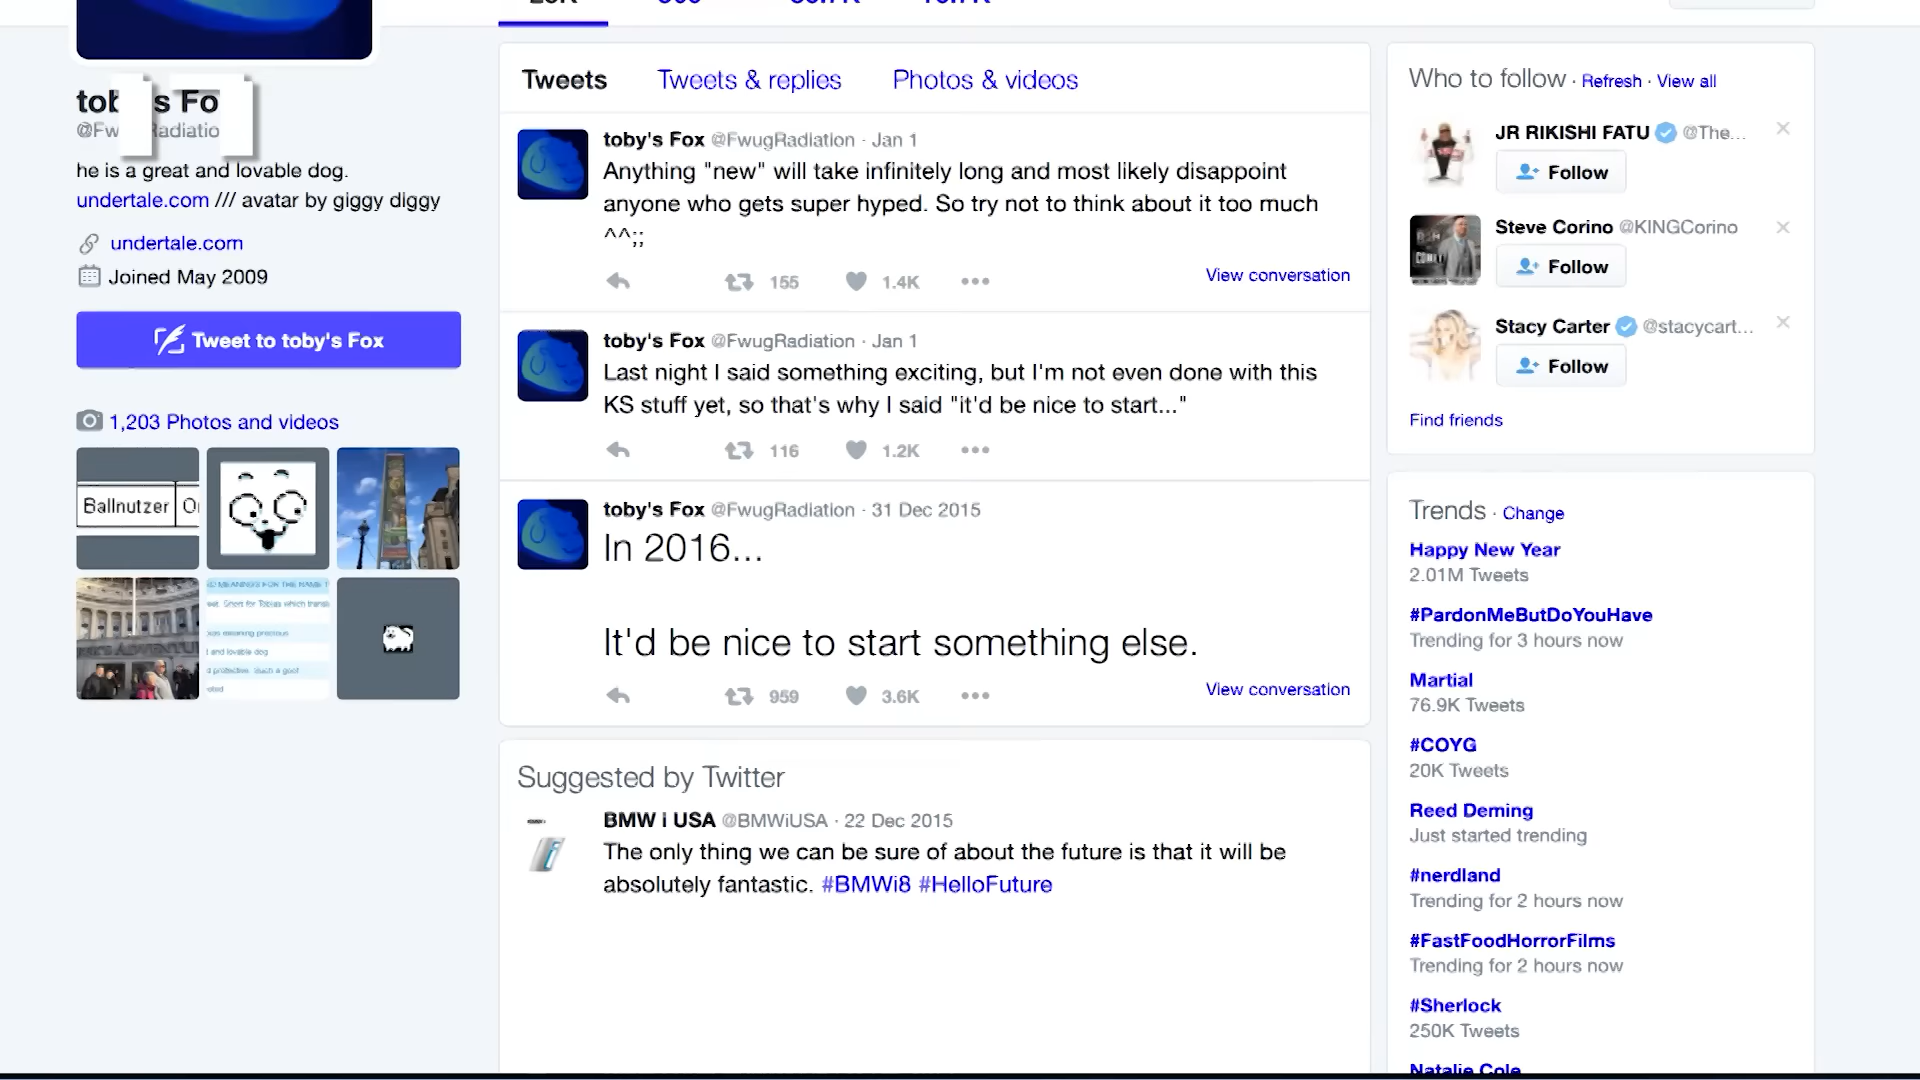 tob s Fo
@Fw Radiatio
he is a great and lovable dog.
undertale.com /// avatar by giggy diggy
undertale.com
Joined May 2009
Tweet to toby's Fox
1,203 Photos and videos
Ballnutzer
Tweets Tweets & replies Photos & videos
toby's Fox @FwugRadiation · Jan 1
Anything "new" will take infinitely long and most likely disappoint
anyone who gets super hyped. So try not to think about it too much
^^;;
155 1.4K ••• View conversation
toby's Fox @FwugRadiation · Jan 1
Last night I said something exciting, but I'm not even done with this
KS stuff yet, so that's why I said "it'd be nice to start..."
116 1.2K •••
toby's Fox @FwugRadiation · 31 Dec 2015
In 2016...
It'd be nice to start something else.
959 3.6K ••• View conversation
Suggested by Twitter
BMW i USA @BMWiUSA · 22 Dec 2015
The only thing we can be sure of about the future is that it will be
absolutely fantastic. #BMWi8 #HelloFuture
Who to follow · Refresh · View all
JR RIKISHI FATU @The...
Follow
Steve Corino @KINGCorino
Follow
Stacy Carter @stacycart...
Follow
Find friends
Trends · Change
Happy New Year
2.01M Tweets
#PardonMeButDoYouHave
Trending for 3 hours now
Martial
76.9K Tweets
#COYG
20K Tweets
Reed Deming
Just started trending
#nerdland
Trending for 2 hours now
#FastFoodHorrorFilms
Trending for 2 hours now
#Sherlock
250K Tweets
Natalie Cole